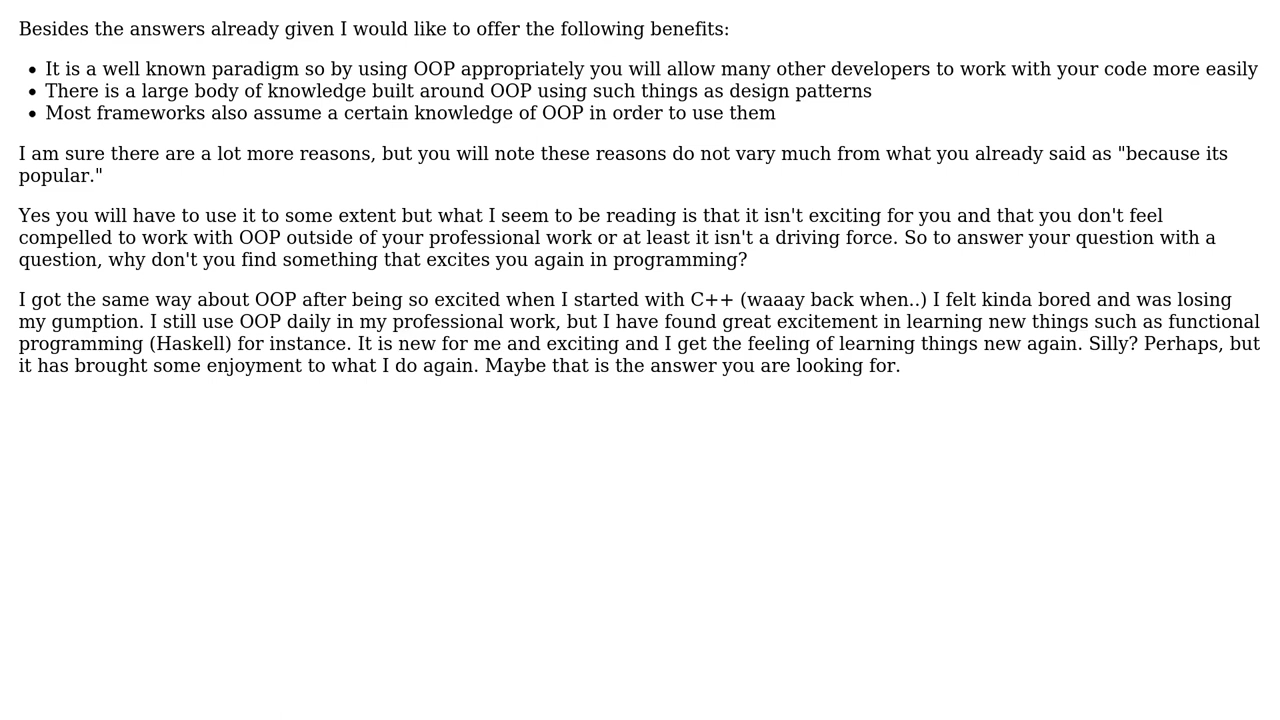 Besides the answers already given I would like to offer the following benefits:
• It is a well known paradigm so by using OOP appropriately you will allow many other developers to work with your code more easily
• There is a large body of knowledge built around OOP using such things as design patterns
• Most frameworks also assume a certain knowledge of OOP in order to use them
I am sure there are a lot more reasons, but you will note these reasons do not vary much from what you already said as "because its
popular."
Yes you will have to use it to some extent but what I seem to be reading is that it isn't exciting for you and that you don't feel
compelled to work with OOP outside of your professional work or at least it isn't a driving force. So to answer your question with a
question, why don't you find something that excites you again in programming?
I got the same way about OOP after being so excited when I started with C++ (waaay back when..) I felt kinda bored and was losing
my gumption. I still use OOP daily in my professional work, but I have found great excitement in learning new things such as functional
programming (Haskell) for instance. It is new for me and exciting and I get the feeling of learning things new again. Silly? Perhaps, but
it has brought some enjoyment to what I do again. Maybe that is the answer you are looking for.